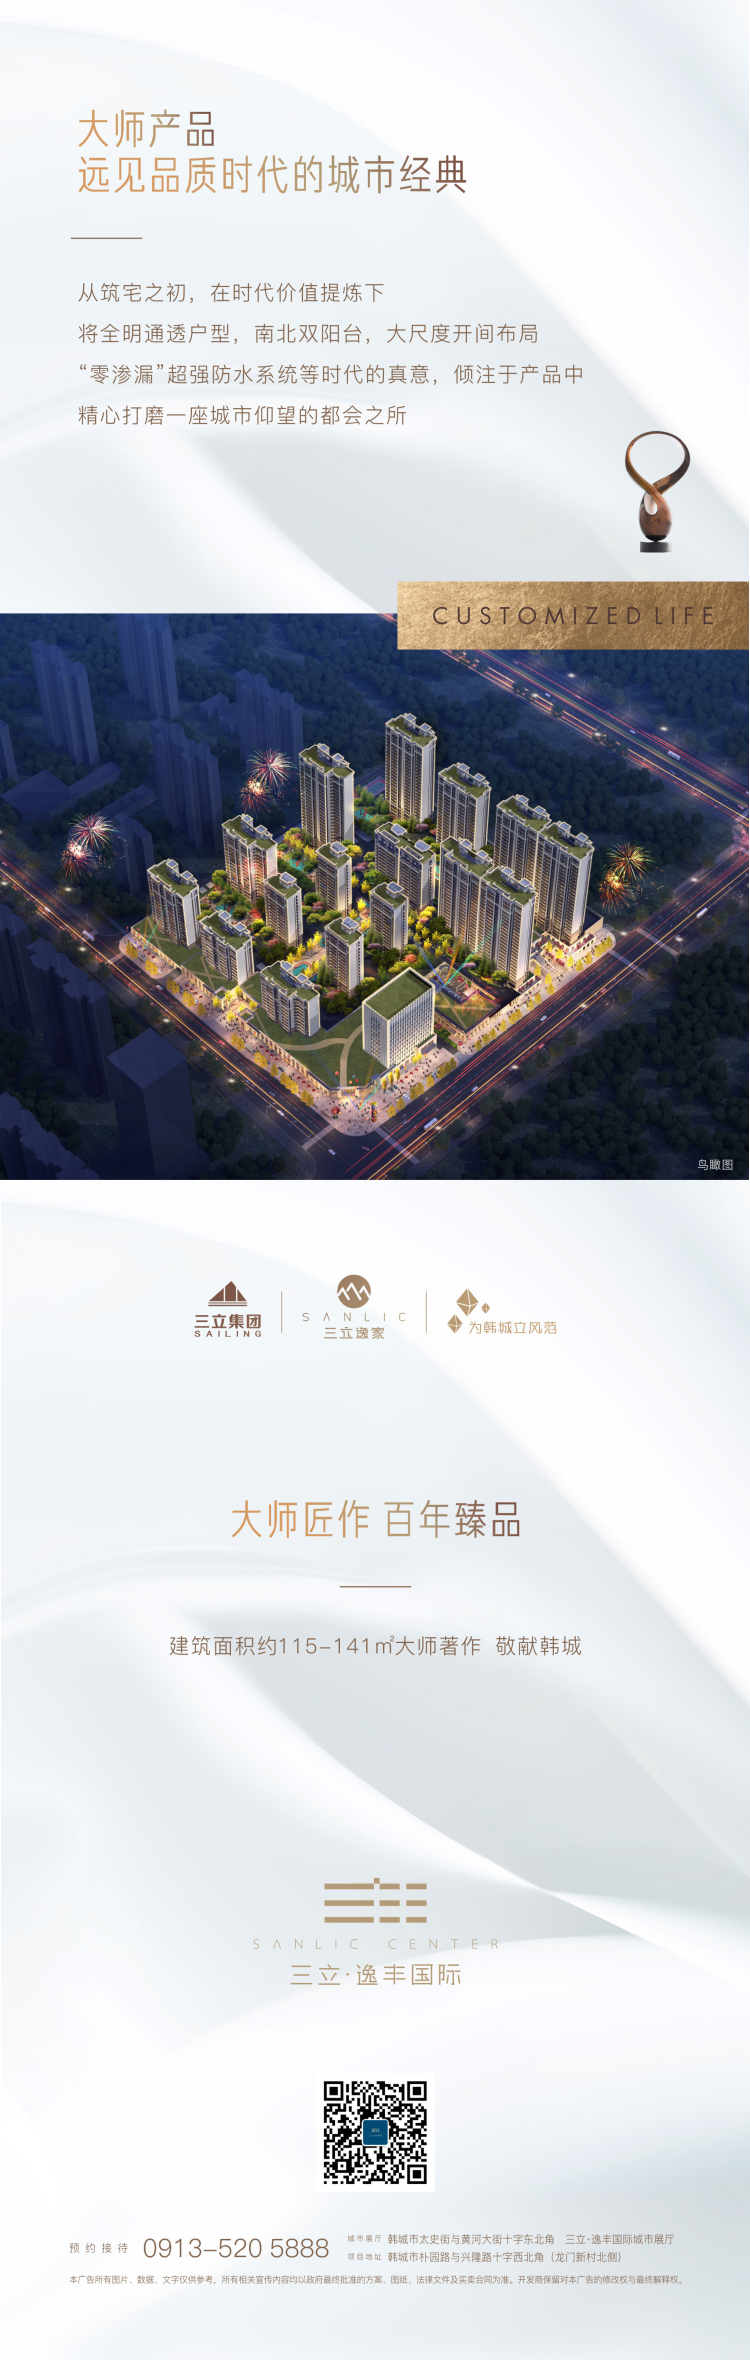 大师产品
远见品质时代的城市经典
从筑宅之初，在时代价值提炼下
将全明通透户型，南北双阳台，大尺度开间布局
“零渗漏”超强防水系统等时代的真意，倾注于产品中
精心打磨一座城市仰望的都会之所
CUSTOMIZED LIFE
鸟瞰图
三立集团
SAILING
SANLIC
三立逸家
为韩城立风范
大师匠作 百年臻品
建筑面积约115-141㎡大师著作 敬献韩城
SANLIC CENTER
三立·逸丰国际
预约接待 0913-520 5888
城市展厅 韩城市太史街与黄河大街十字东北角 三立·逸丰国际城市展厅
项目地址 韩城市朴园路与兴隆路十字西北角（龙门新村北侧）
本广告所有图片、数据、文字仅供参考，所有相关宣传内容均以政府最终批准的方案、图纸、法律文件及买卖合同为准。开发商保留对本广告的修改权与最终解释权。